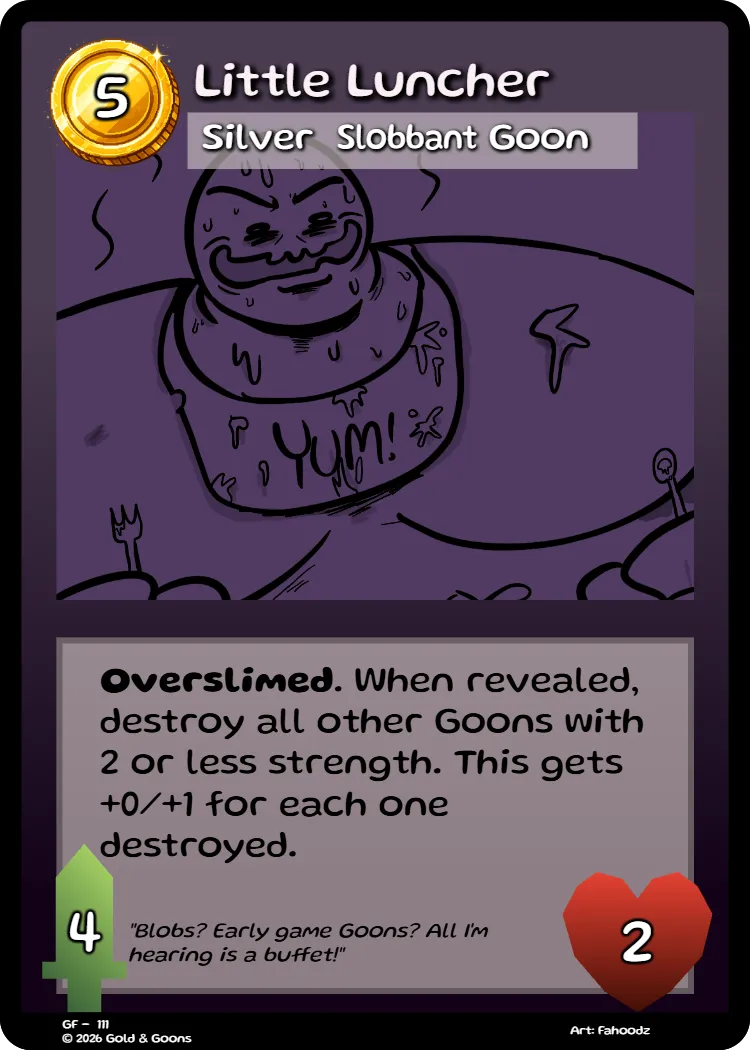 5
Little Luncher
Silver Slobbant Goon
YUM!
Overslimed. When revealed,
destroy all other Goons with
2 or less strength. This gets
+0/+1 for each one
destroyed.
4
"Blobs? Early game Goons? All I'm
hearing is a buffet!"
2
GF - 111
© 2026 Gold & Goons
Art: Fahoodz